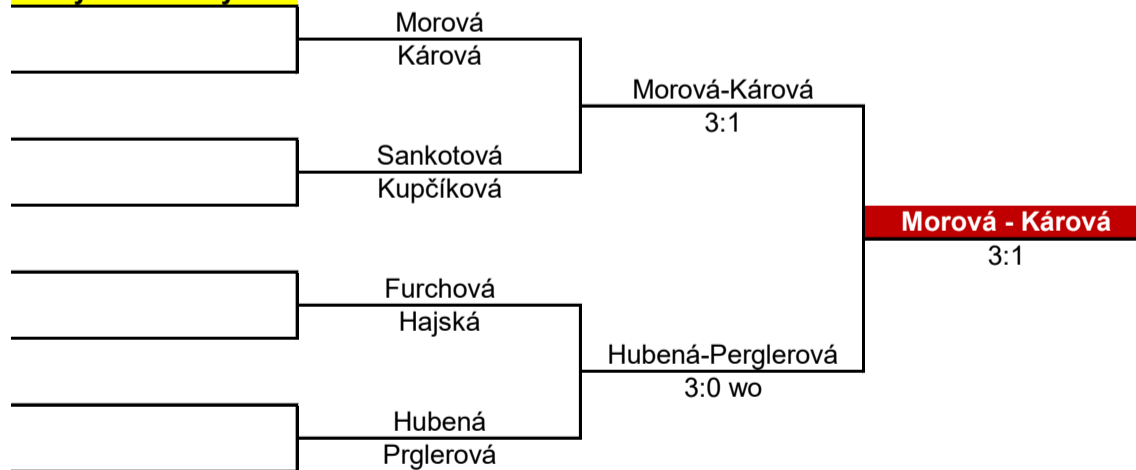 Morová
Kárová
Morová-Kárová
3:1
Sankotová
Kupčíková
Morová - Kárová
3:1
Furchová
Hajská
Hubená-Perglerová
3:0 wo
Hubená
Prglerová